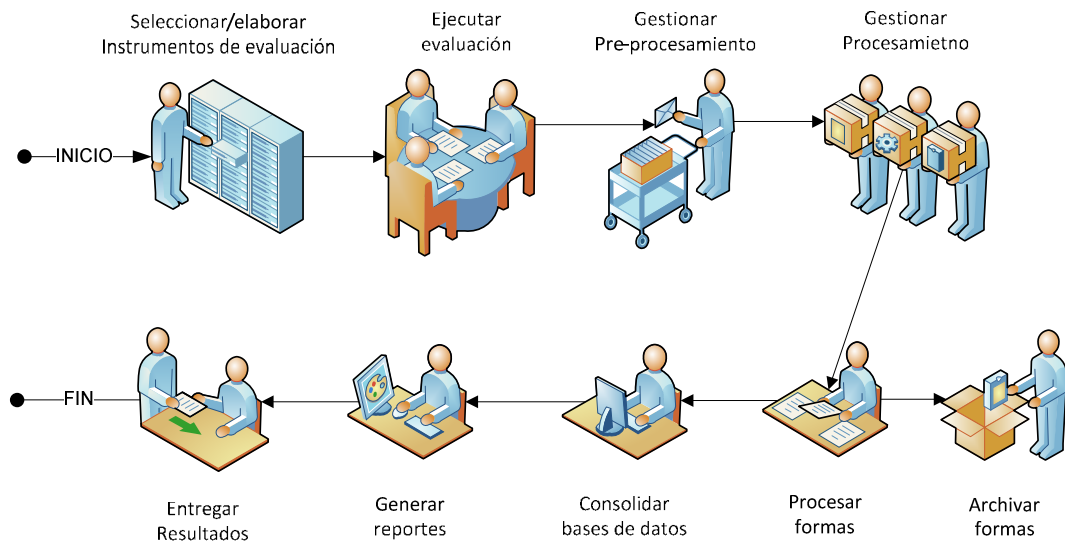 Seleccionar/elaborar
Instrumentos de evaluación
Ejecutar
evaluación
Gestionar
Pre-procesamiento
Gestionar
Procesamietno
INICIO
FIN
Entregar
Resultados
Generar
reportes
Consolidar
bases de datos
Procesar
formas
Archivar
formas